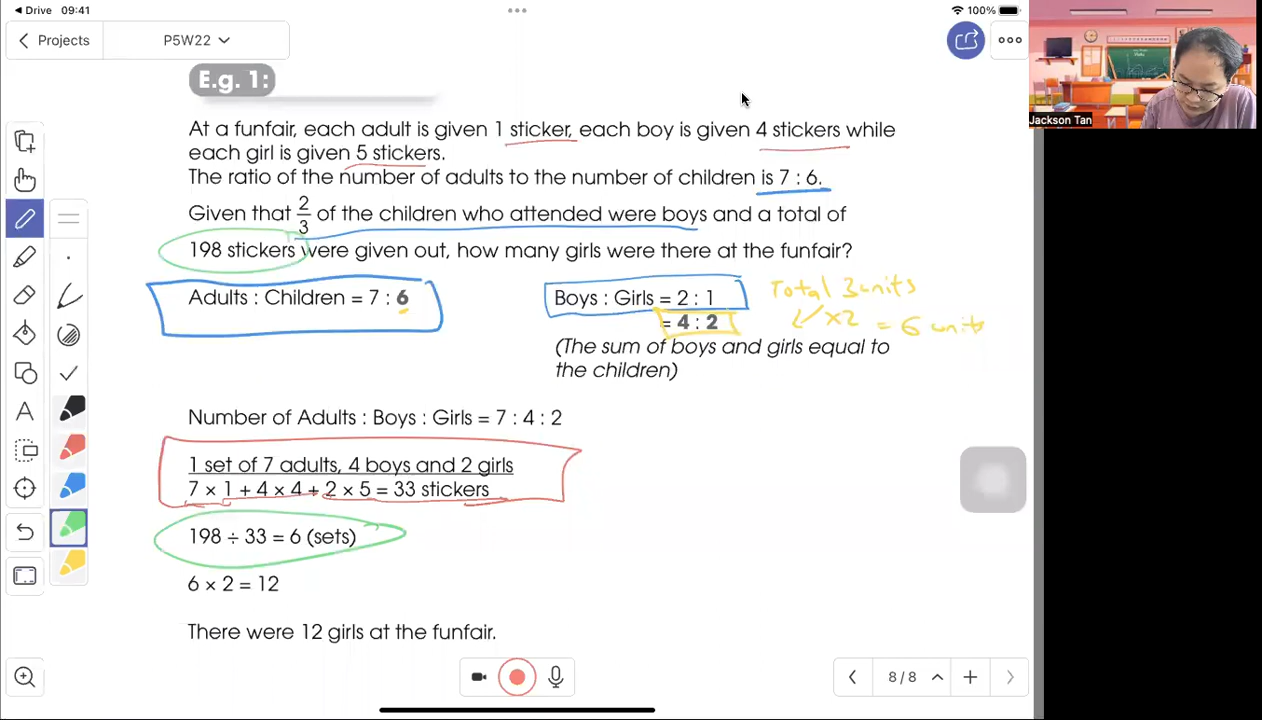 Drive 09:41
100%
Projects
P5W22
E.g. 1:
At a funfair, each adult is given 1 sticker, each boy is given 4 stickers while
each girl is given 5 stickers.
The ratio of the number of adults to the number of children is 7 : 6.
Given that 2/3 of the children who attended were boys and a total of
198 stickers were given out, how many girls were there at the funfair?
Adults : Children = 7 : 6
Boys : Girls = 2 : 1
= 4 : 2
Total 3 units
×2 = 6 units
(The sum of boys and girls equal to
the children)
Number of Adults : Boys : Girls = 7 : 4 : 2
1 set of 7 adults, 4 boys and 2 girls
7 × 1 + 4 × 4 + 2 × 5 = 33 stickers
198 ÷ 33 = 6 (sets)
6 × 2 = 12
There were 12 girls at the funfair.
A
8/8
Jackson Tan